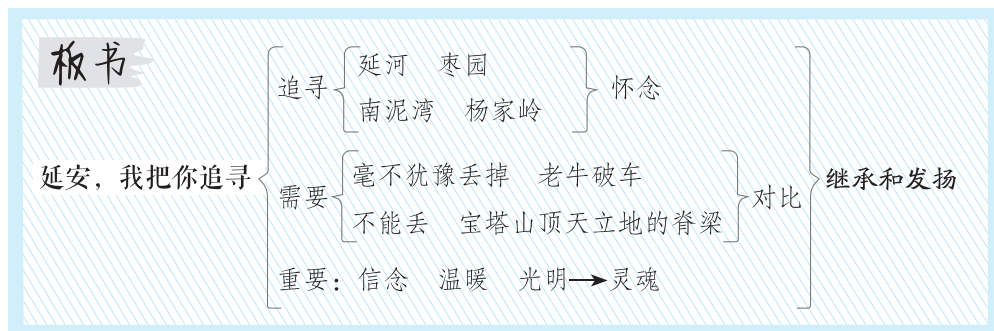 板书
延河 枣园
追寻 怀念
南泥湾 杨家岭
毫不犹豫丢掉 老牛破车
延安，我把你追寻 继承和发扬
需要 对比
不能丢 宝塔山顶天立地的脊梁
重要：信念 温暖 光明→灵魂